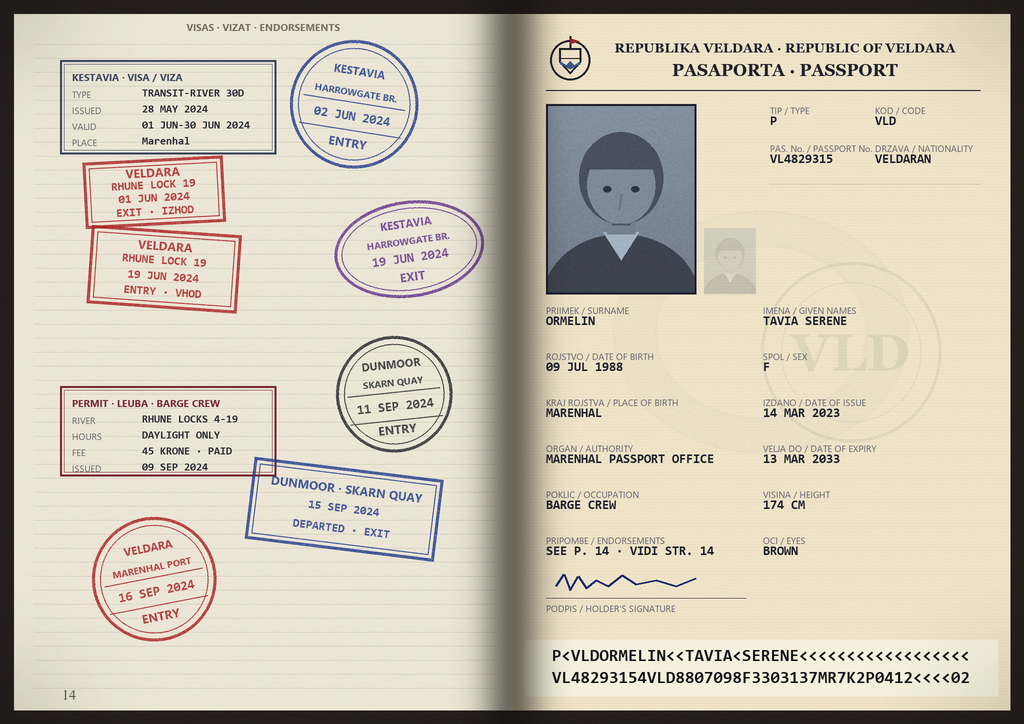 VISAS · VIZAT · ENDORSEMENTS
KESTAVIA · VISA / VIZA
TYPE TRANSIT-RIVER 30D
ISSUED 28 MAY 2024
VALID 01 JUN-30 JUN 2024
PLACE Marenhal
KESTAVIA
HARROWGATE BR.
02 JUN 2024
ENTRY
VELDARA
RHUNE LOCK 19
01 JUN 2024
EXIT · IZHOD
VELDARA
RHUNE LOCK 19
19 JUN 2024
ENTRY · VHOD
KESTAVIA
HARROWGATE BR.
19 JUN 2024
EXIT
DUNMOOR
SKARN QUAY
11 SEP 2024
ENTRY
PERMIT · LEUBA · BARGE CREW
RIVER RHUNE LOCKS 4-19
HOURS DAYLIGHT ONLY
FEE 45 KRONE · PAID
ISSUED 09 SEP 2024
DUNMOOR · SKARN QUAY
15 SEP 2024
DEPARTED · EXIT
VELDARA
MARENHAL PORT
16 SEP 2024
ENTRY
14
REPUBLIKA VELDARA · REPUBLIC OF VELDARA
PASAPORTA · PASSPORT
TIP / TYPE KOD / CODE
P VLD
PAS. No. / PASSPORT No. DRZAVA / NATIONALITY
VL4829315 VELDARAN
PRIIMEK / SURNAME IMENA / GIVEN NAMES
ORMELIN TAVIA SERENE
ROJSTVO / DATE OF BIRTH SPOL / SEX
09 JUL 1988 F
VLD
KRAJ ROJSTVA / PLACE OF BIRTH IZDANO / DATE OF ISSUE
MARENHAL 14 MAR 2023
ORGAN / AUTHORITY VELJA DO / DATE OF EXPIRY
MARENHAL PASSPORT OFFICE 13 MAR 2033
POKLIC / OCCUPATION VISINA / HEIGHT
BARGE CREW 174 CM
PRIPOMBE / ENDORSEMENTS OCI / EYES
SEE P. 14 · VIDI STR. 14 BROWN
PODPIS / HOLDER'S SIGNATURE
P<VLDORMELIN<<TAVIA<SERENE<<<<<<<<<<<<<<<<<<
VL48293154VLD8807098F3303137MR7K2P0412<<<<02